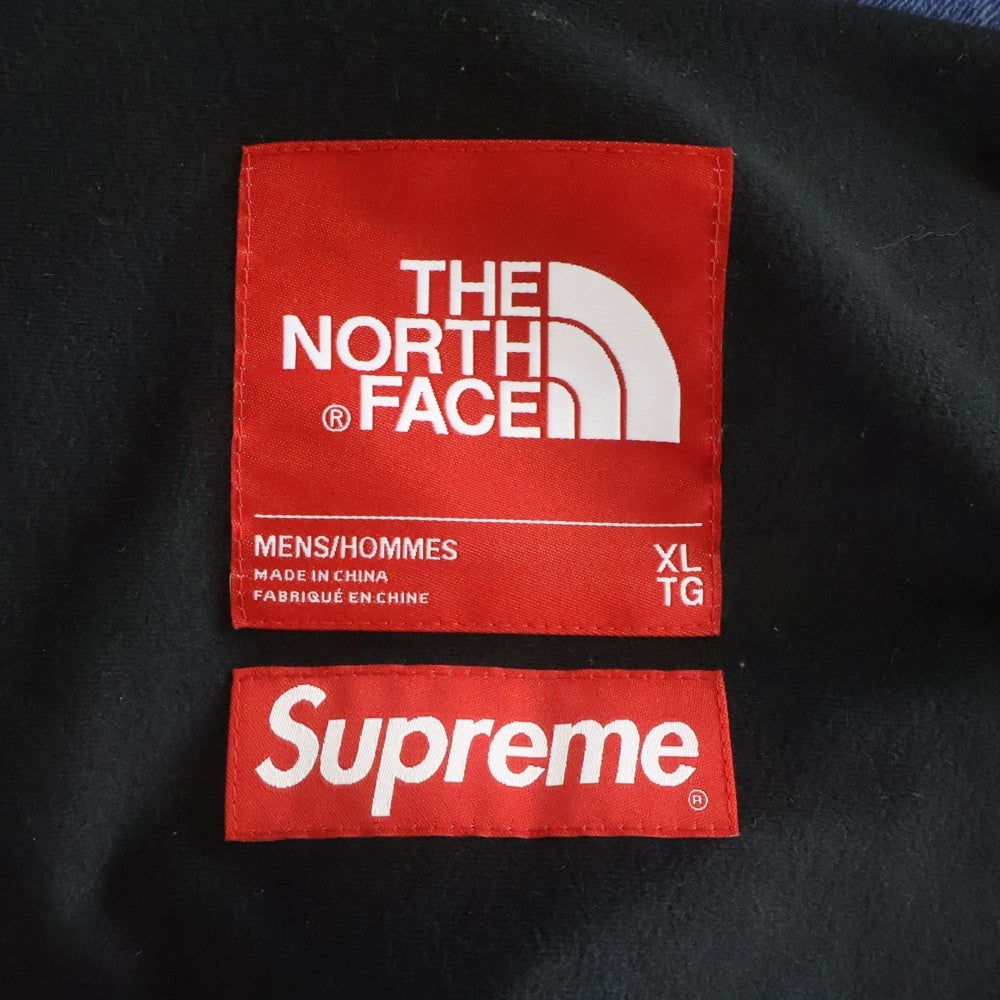 THE
NORTH
® FACE
MENS/HOMMES
MADE IN CHINA
FABRIQUÉ EN CHINE
XL
TG
Supreme
®